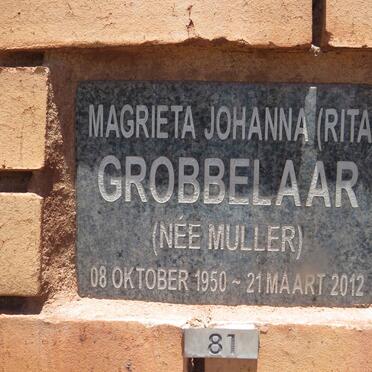 MAGRIETA JOHANNA (RITA
GROBBELAAR
(NÉE MULLER)
08 OKTOBER 1950 ~ 21 MAART 2012
81